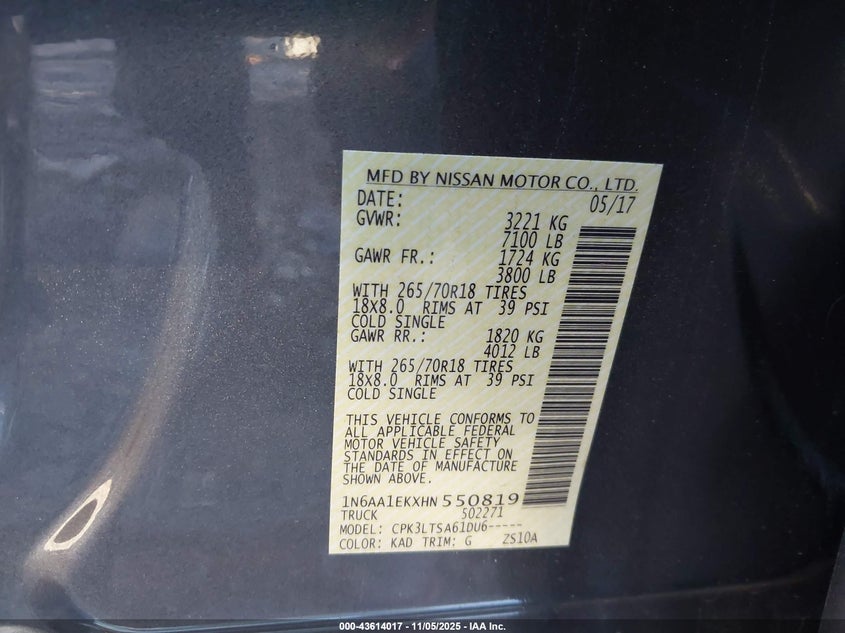 MFD BY NISSAN MOTOR CO., LTD.
DATE: 05/17
GVWR: 3221 KG
7100 LB
GAWR FR.: 1724 KG
3800 LB
WITH 265/70R18 TIRES
18X8.0 RIMS AT 39 PSI
COLD SINGLE
GAWR RR.: 1820 KG
4012 LB
WITH 265/70R18 TIRES
18X8.0 RIMS AT 39 PSI
COLD SINGLE
THIS VEHICLE CONFORMS TO
ALL APPLICABLE FEDERAL
MOTOR VEHICLE SAFETY
STANDARDS IN EFFECT ON
THE DATE OF MANUFACTURE
SHOWN ABOVE.
1N6AA1EKXHN550819
TRUCK 502271
MODEL: CPK3LTSA61DU6-----
COLOR: KAD TRIM: G ZS10A
000-43614017 - 11/05/2025 - IAA Inc.